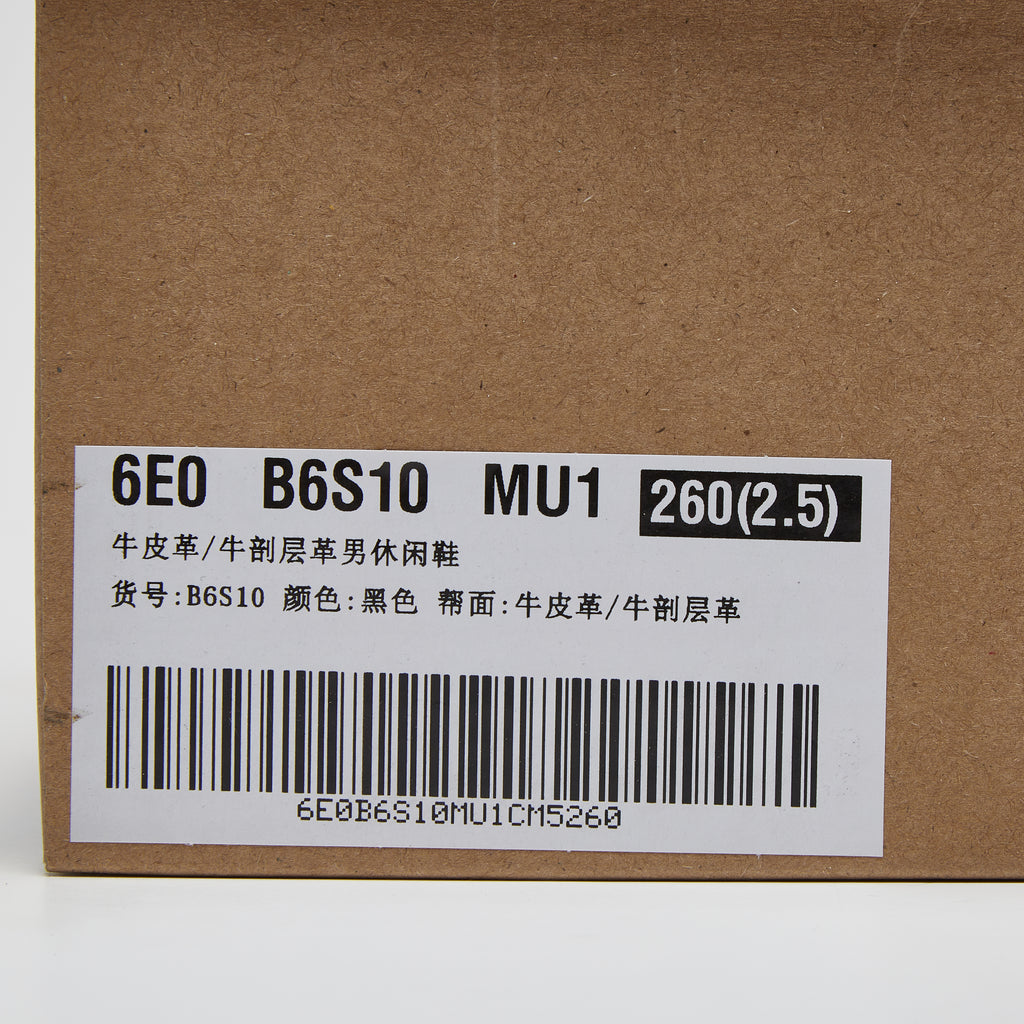 6E0 B6S10 MU1 260(2.5)
牛皮革/牛剖层革男休闲鞋
货号:B6S10 颜色:黑色 帮面:牛皮革/牛剖层革
6E0B6S10MU1CM5260